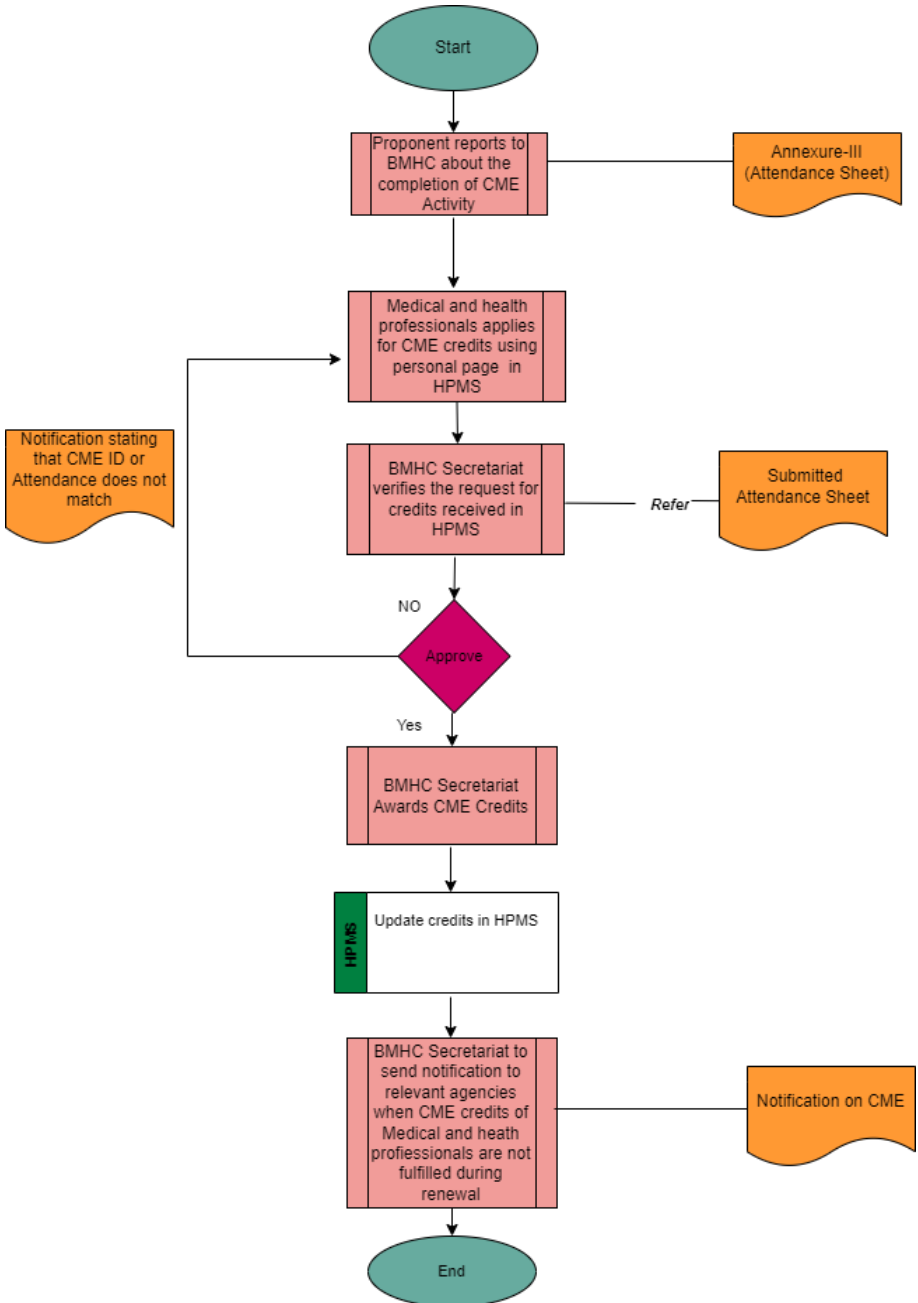 Start
Proponent reports to
BMHC about the
completion of CME
Activity
Annexure-III
(Attendance Sheet)
Medical and health
professionals applies
for CME credits using
personal page in
HPMS
Notification stating
that CME ID or
Attendance does not
match
BMHC Secretariat
verifies the request for
credits received in
HPMS
Refer
Submitted
Attendance Sheet
NO
Approve
Yes
BMHC Secretariat
Awards CME Credits
HPMS
Update credits in HPMS
BMHC Secretariat to
send notification to
relevant agencies
when CME credits of
Medical and heath
profiessionals are not
fulfilled during
renewal
Notification on CME
End